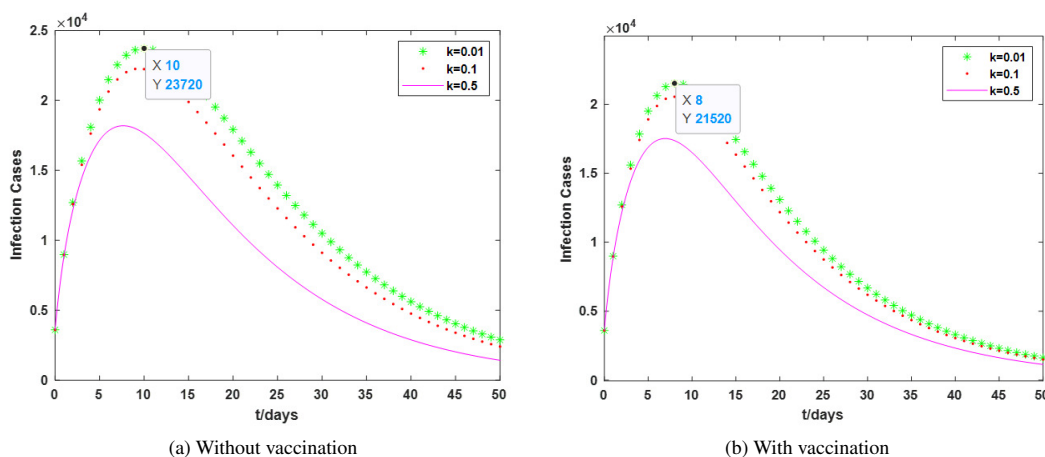 ×10⁴
2.5
2
1.5
1
0.5
0
Infection Cases
0 5 10 15 20 25 30 35 40 45 50
t/days
k=0.01
k=0.1
k=0.5
X 10
Y 23720
(a) Without vaccination
×10⁴
2
1.5
1
0.5
0
Infection Cases
0 5 10 15 20 25 30 35 40 45 50
t/days
k=0.01
k=0.1
k=0.5
X 8
Y 21520
(b) With vaccination